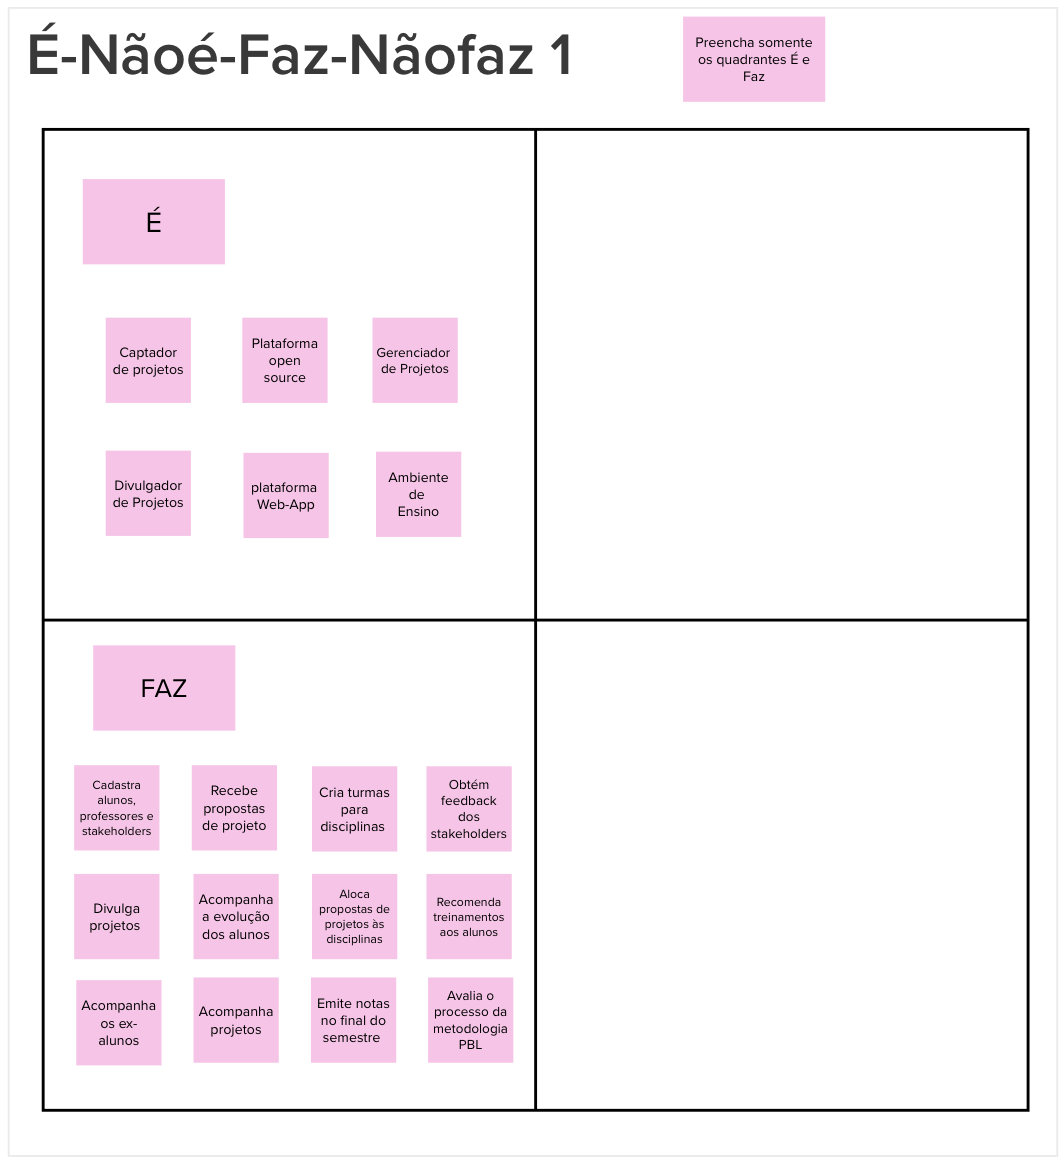 É-Nãoé-Faz-Nãofaz 1
Preencha somente
os quadrantes É e
Faz
É
Captador
de projetos
Plataforma
open
source
Gerenciador
de Projetos
Divulgador
de Projetos
plataforma
Web-App
Ambiente
de
Ensino
FAZ
Cadastra
alunos,
professores e
stakeholders
Recebe
propostas
de projeto
Cria turmas
para
disciplinas
Obtém
feedback
dos
stakeholders
Divulga
projetos
Acompanha
a evolução
dos alunos
Aloca
propostas de
projetos às
disciplinas
Recomenda
treinamentos
aos alunos
Acompanha
os ex-
alunos
Acompanha
projetos
Emite notas
no final do
semestre
Avalia o
processo da
metodologia
PBL